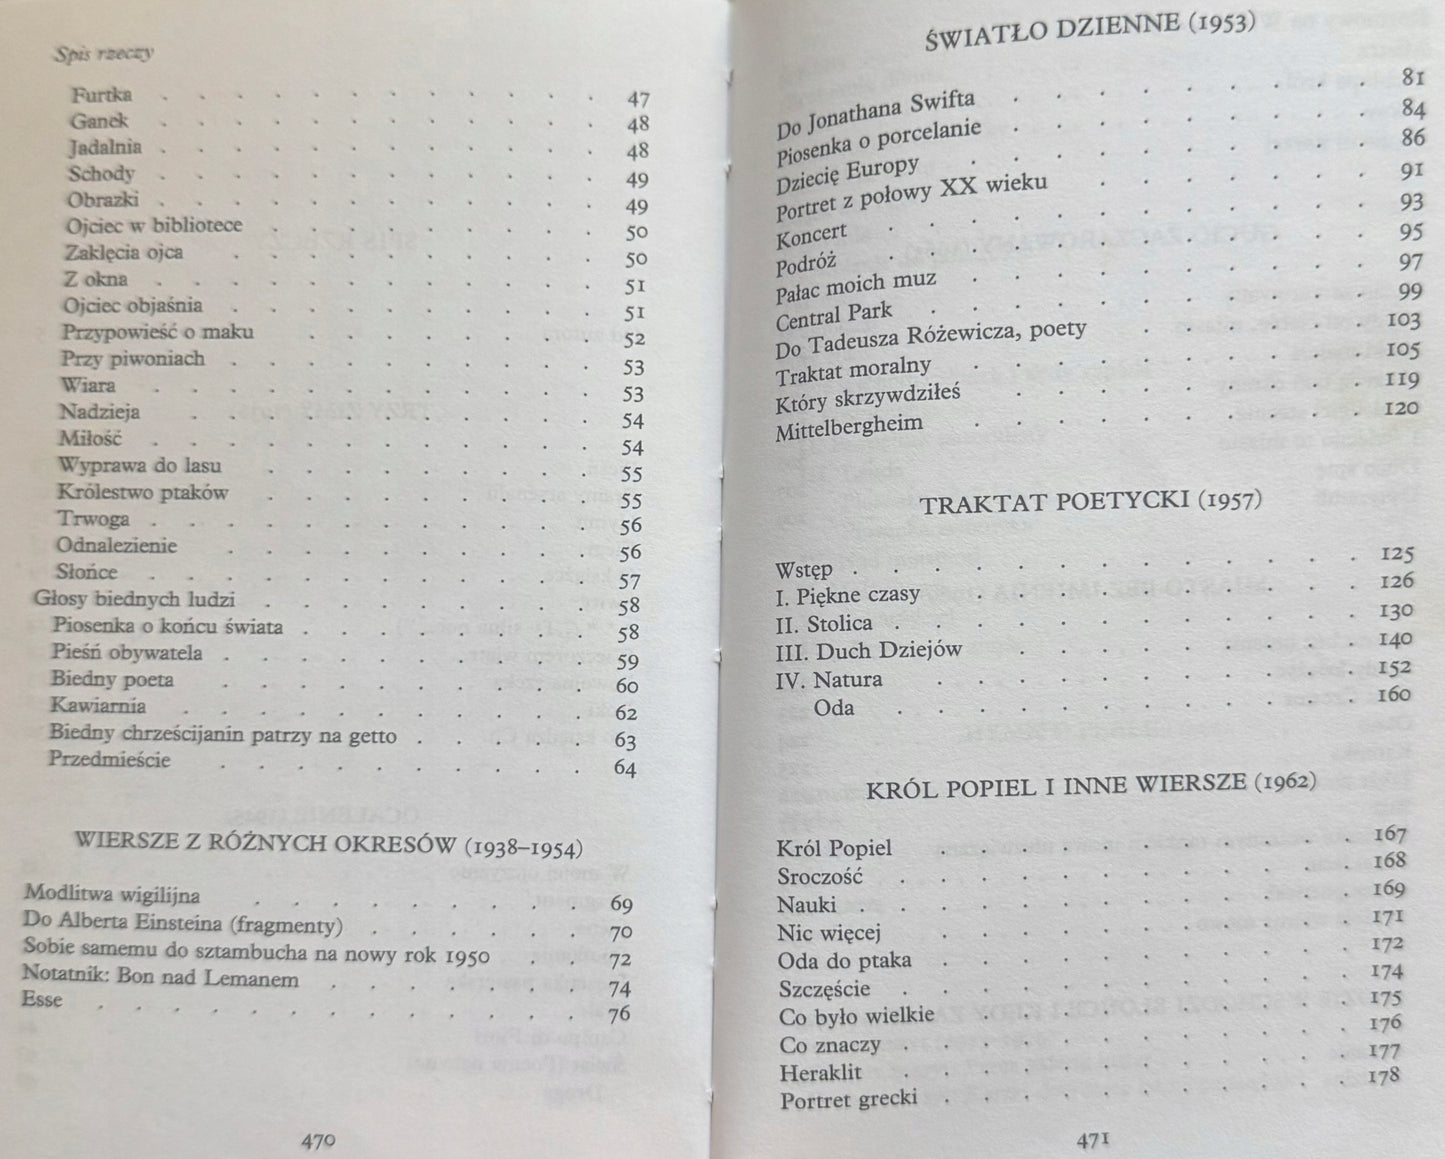 Spis rzeczy
Furtka . . . . . . . . . . . . 47
Ganek . . . . . . . . . . . . 48
Jadalnia . . . . . . . . . . . . 48
Schody . . . . . . . . . . . . 49
Obrazki . . . . . . . . . . . . 49
Ojciec w bibliotece . . . . . . . . 50
Zaklęcia ojca . . . . . . . . . . 50
Z okna . . . . . . . . . . . . 51
Ojciec objaśnia . . . . . . . . . . 51
Przypowieść o maku . . . . . . . . 52
Przy piwoniach . . . . . . . . . . 53
Wiara . . . . . . . . . . . . 53
Nadzieja . . . . . . . . . . . 54
Miłość . . . . . . . . . . . . 54
Wyprawa do lasu . . . . . . . . . 55
Królestwo ptaków . . . . . . . . . 55
Trwoga . . . . . . . . . . . . 56
Odnalezienie . . . . . . . . . . 56
Słońce . . . . . . . . . . . . 57
Głosy biednych ludzi . . . . . . . . . 58
Piosenka o końcu świata . . . . . . . . 58
Pieśń obywatela . . . . . . . . . . 59
Biedny poeta . . . . . . . . . . 60
Kawiarnia . . . . . . . . . . . 62
Biedny chrześcijanin patrzy na getto . . . . . 63
Przedmieście . . . . . . . . . . 64
WIERSZE Z RÓŻNYCH OKRESÓW (1938–1954)
Modlitwa wigilijna . . . . . . . . . 69
Do Alberta Einsteina (fragmenty) . . . . . . 70
Sobie samemu do sztambucha na nowy rok 1950 . . 72
Notatnik: Bon nad Lemanem . . . . . . . 74
Esse . . . . . . . . . . . . . 76
470
ŚWIATŁO DZIENNE (1953)
Do Jonathana Swifta . . . . . . . . . 81
Piosenka o porcelanie . . . . . . . . . 84
Dziecię Europy . . . . . . . . . . 86
Portret z połowy XX wieku . . . . . . . 91
Koncert . . . . . . . . . . . . 93
Podróż . . . . . . . . . . . . 95
Pałac moich muz . . . . . . . . . . 97
Central Park . . . . . . . . . . . 99
Do Tadeusza Różewicza, poety . . . . . . 103
Traktat moralny . . . . . . . . . . 105
Który skrzywdziłeś . . . . . . . . . 119
Mittelbergheim . . . . . . . . . . 120
TRAKTAT POETYCKI (1957)
Wstęp . . . . . . . . . . . . . 125
I. Piękne czasy . . . . . . . . . . 126
II. Stolica . . . . . . . . . . . . 130
III. Duch Dziejów . . . . . . . . . 140
IV. Natura . . . . . . . . . . . 152
Oda . . . . . . . . . . . 160
KRÓL POPIEL I INNE WIERSZE (1962)
Król Popiel . . . . . . . . . . . 167
Sroczość . . . . . . . . . . . . 168
Nauki . . . . . . . . . . . . . 169
Nic więcej . . . . . . . . . . . 171
Oda do ptaka . . . . . . . . . . 172
Szczęście . . . . . . . . . . . . 174
Co było wielkie . . . . . . . . . . 175
Co znaczy . . . . . . . . . . . . 176
Heraklit . . . . . . . . . . . . 177
Portret grecki . . . . . . . . . . . 178
471